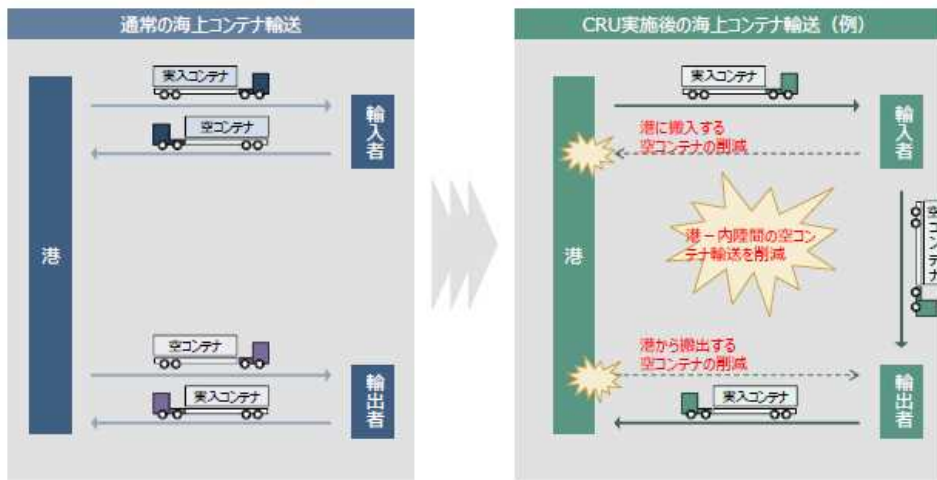 通常の海上コンテナ輸送
実入コンテナ
空コンテナ
輸入者
港
空コンテナ
実入コンテナ
輸出者
CRU実施後の海上コンテナ輸送（例）
実入コンテナ
港に搬入する
空コンテナの削減
輸入者
港－内陸間の空コン
テナ輸送を削減
空コンテナ
港
港から搬出する
空コンテナの削減
実入コンテナ
輸出者